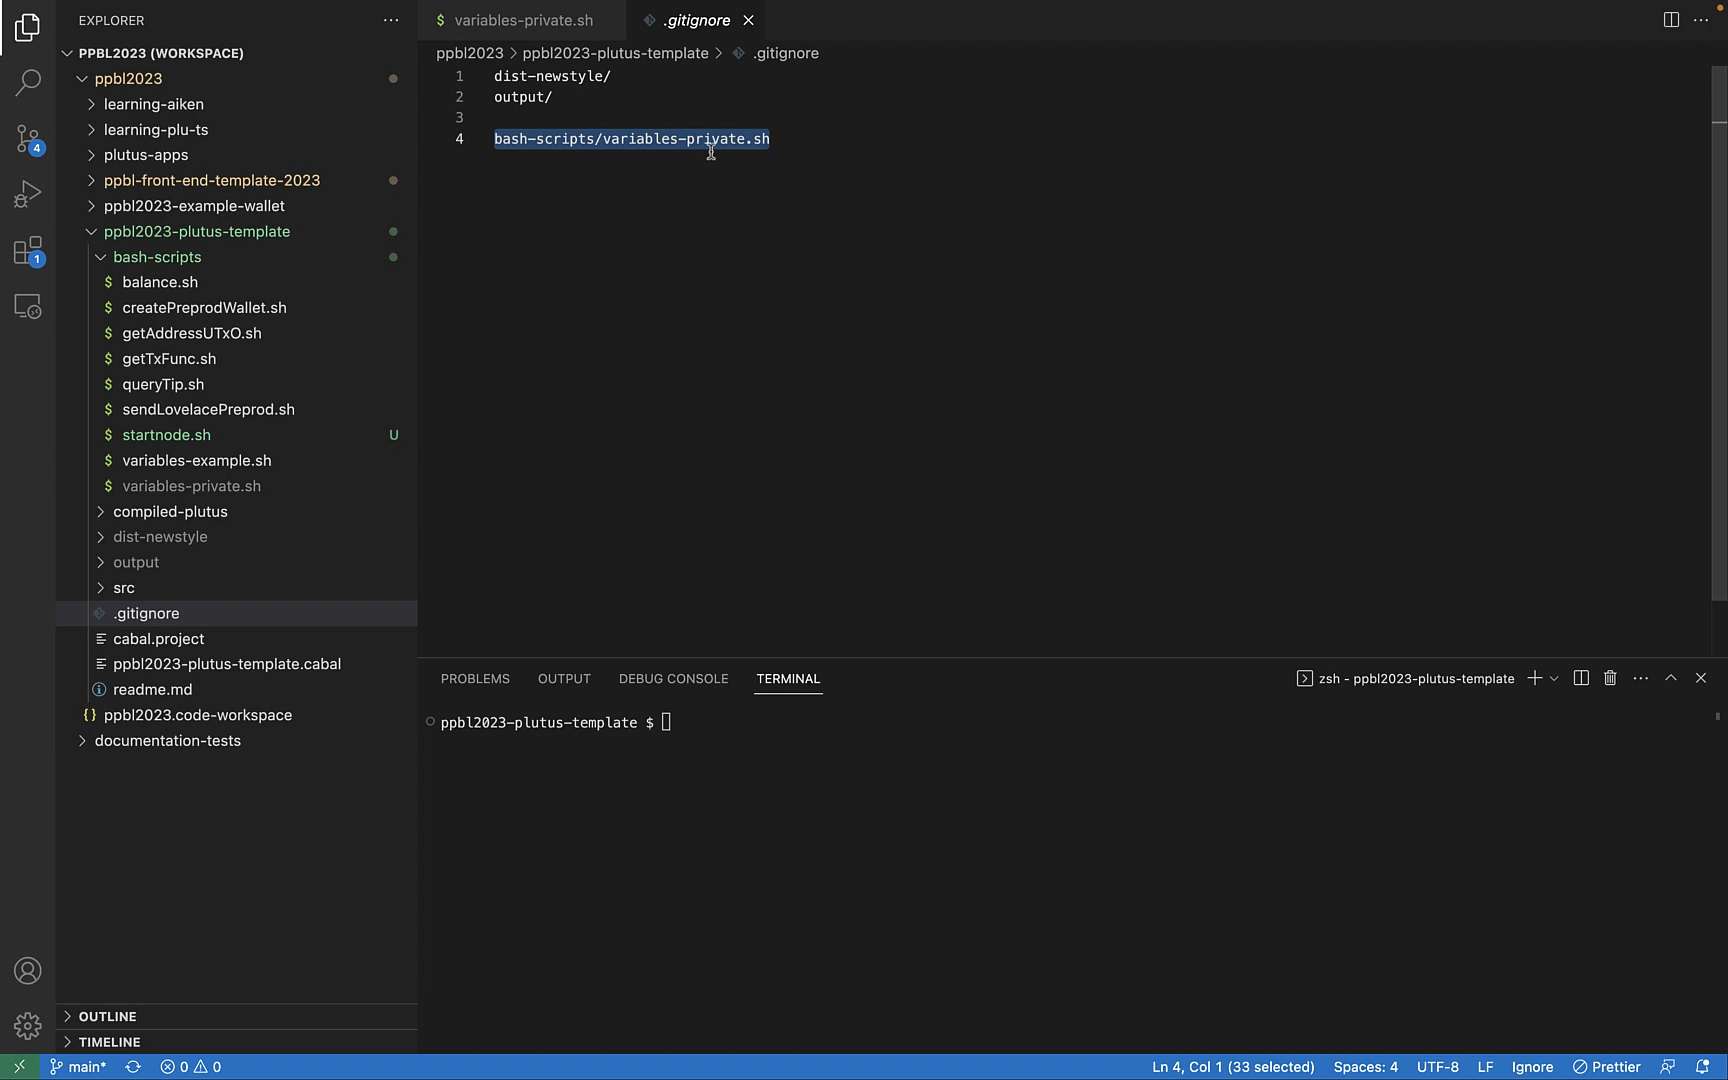 EXPLORER
PPBL2023 (WORKSPACE)
ppbl2023
learning-aiken
learning-plu-ts
plutus-apps
ppbl-front-end-template-2023
ppbl2023-example-wallet
ppbl2023-plutus-template
bash-scripts
$ balance.sh
$ createPreprodWallet.sh
$ getAddressUTxO.sh
$ getTxFunc.sh
$ queryTip.sh
$ sendLovelacePreprod.sh
$ startnode.sh U
$ variables-example.sh
$ variables-private.sh
compiled-plutus
dist-newstyle
output
src
.gitignore
cabal.project
ppbl2023-plutus-template.cabal
readme.md
{} ppbl2023.code-workspace
documentation-tests
OUTLINE
TIMELINE
4
1
$ variables-private.sh
.gitignore
ppbl2023 > ppbl2023-plutus-template > .gitignore
1 dist-newstyle/
2 output/
3
4 bash-scripts/variables-private.sh
PROBLEMS OUTPUT DEBUG CONSOLE TERMINAL
zsh - ppbl2023-plutus-template
ppbl2023-plutus-template $
main* 0 0 Ln 4, Col 1 (33 selected) Spaces: 4 UTF-8 LF Ignore Prettier